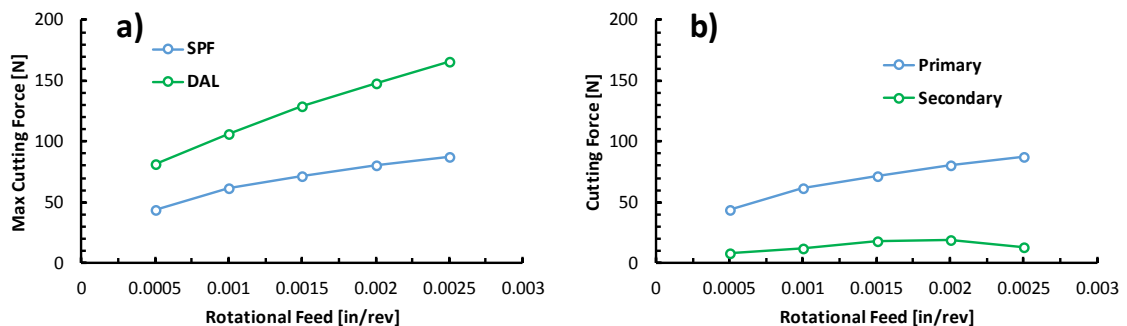 a)
SPF
DAL
Max Cutting Force [N]
200
150
100
50
0
0 0.0005 0.001 0.0015 0.002 0.0025 0.003
Rotational Feed [in/rev]
b)
Primary
Secondary
Cutting Force [N]
200
150
100
50
0
0 0.0005 0.001 0.0015 0.002 0.0025 0.003
Rotational Feed [in/rev]